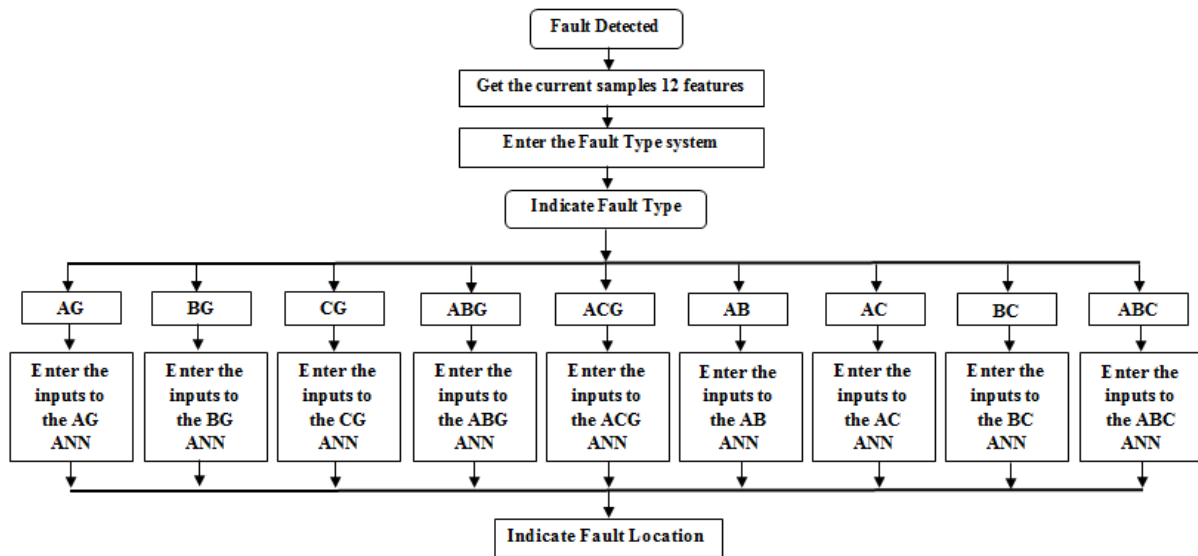 Fault Detected
Get the current samples 12 features
Enter the Fault Type system
Indicate Fault Type
AG
BG
CG
ABG
ACG
AB
AC
BC
ABC
Enter the
inputs to
the AG
ANN
Enter the
inputs to
the BG
ANN
Enter the
inputs to
the CG
ANN
Enter the
inputs to
the ABG
ANN
Enter the
inputs to
the ACG
ANN
Enter the
inputs to
the AB
ANN
Enter the
inputs to
the AC
ANN
Enter the
inputs to
the BC
ANN
Enter the
inputs to
the ABC
ANN
Indicate Fault Location